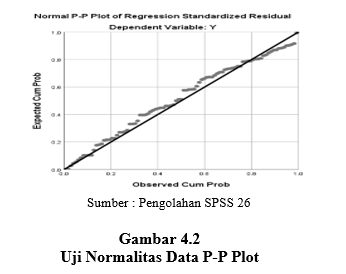 Normal P-P Plot of Regression Standardized Residual
Dependent Variable: Y
1.0
0.8
0.6
0.4
0.2
0.0
Expected Cum Prob
0.0 0.2 0.4 0.6 0.8 1.0
Observed Cum Prob
Sumber : Pengolahan SPSS 26
Gambar 4.2
Uji Normalitas Data P-P Plot